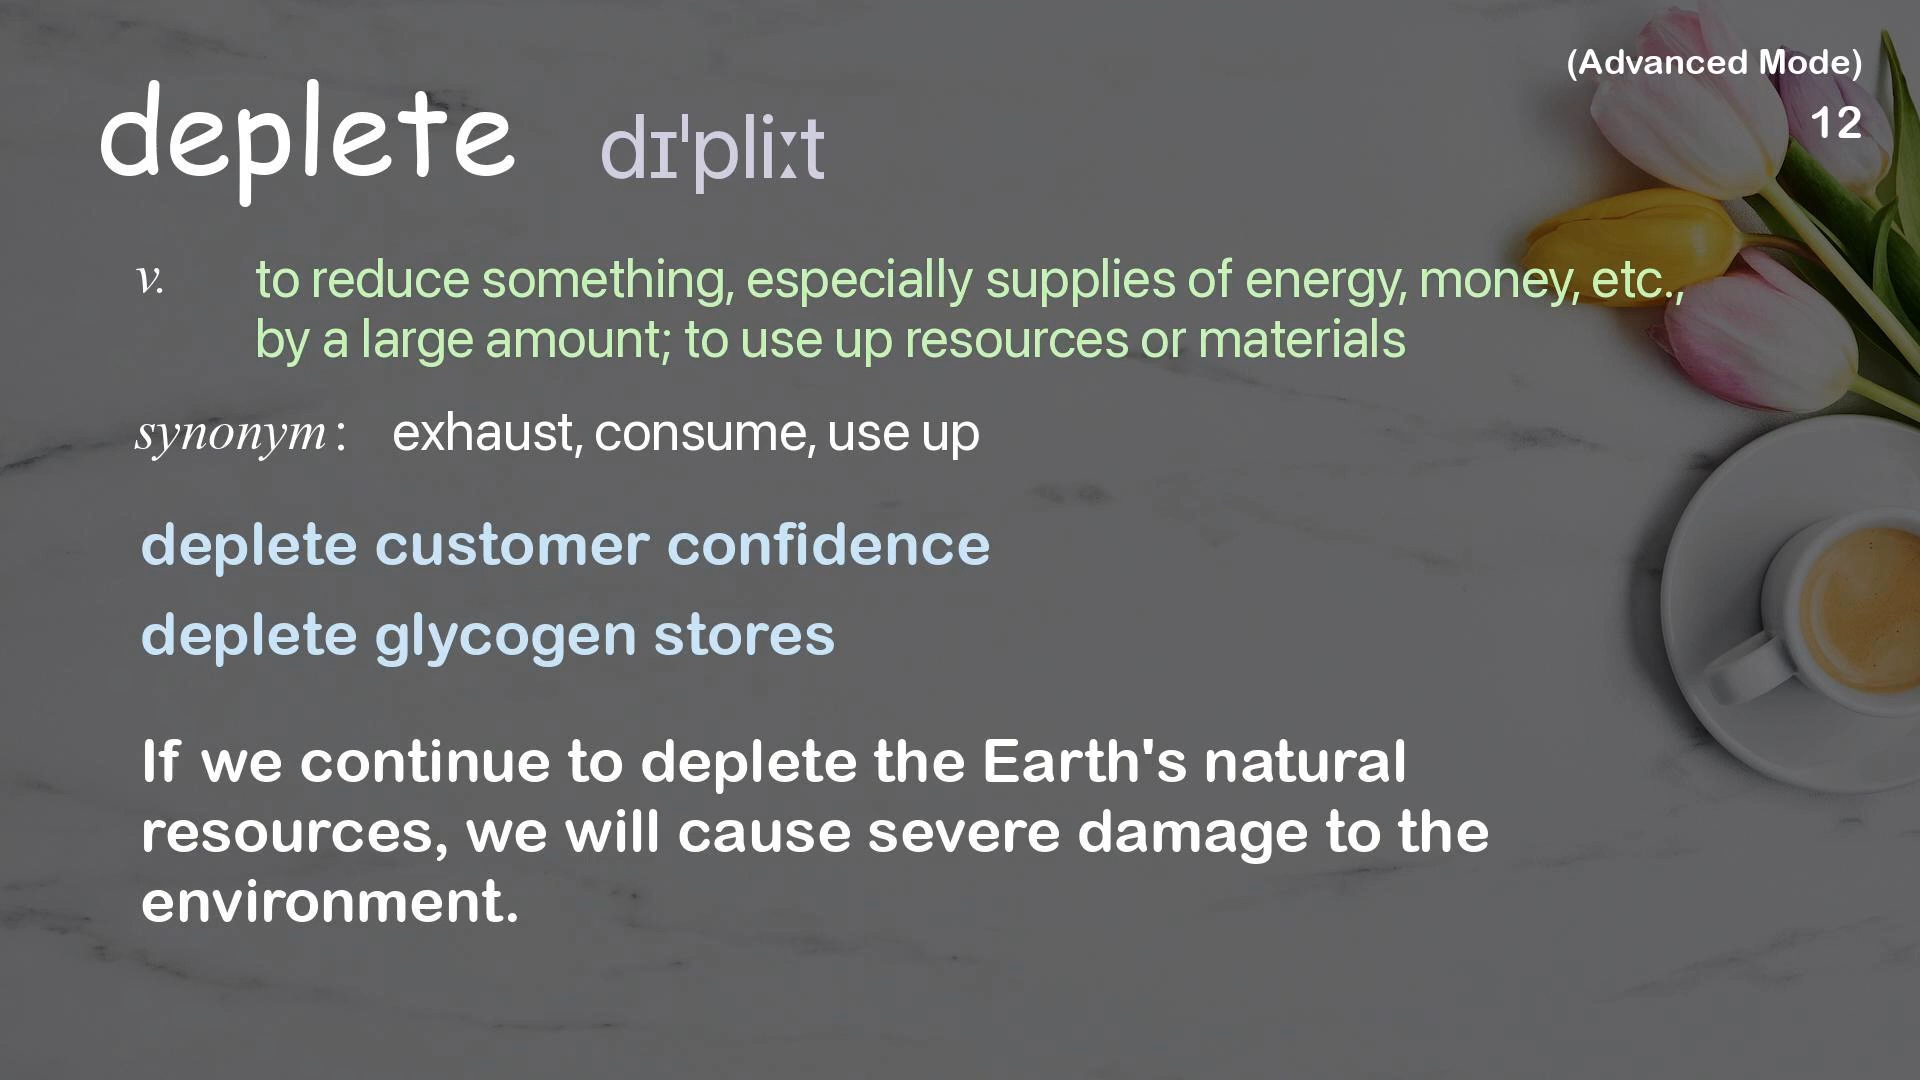 (Advanced Mode)
12
deplete dɪˈpliːt
v. to reduce something, especially supplies of energy, money, etc.,
by a large amount; to use up resources or materials
synonym: exhaust, consume, use up
deplete customer confidence
deplete glycogen stores
If we continue to deplete the Earth's natural
resources, we will cause severe damage to the
environment.